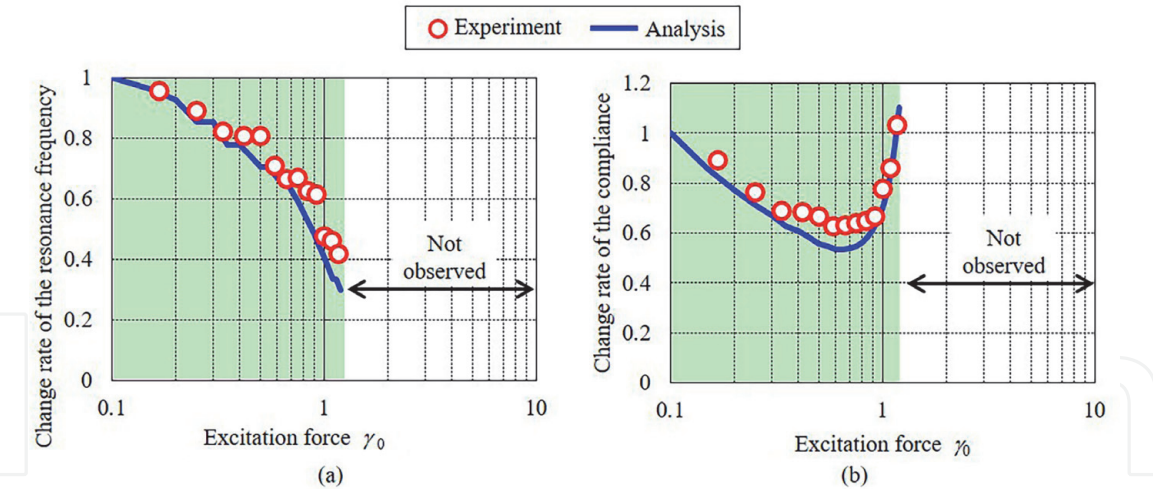 Experiment Analysis
Change rate of the resonance frequency
1
0.8
0.6
0.4
0.2
0
0.1
1
10
Not
observed
Excitation force γ0
(a)
Change rate of the compliance
1.2
1
0.8
0.6
0.4
0.2
0
0.1
1
10
Not
observed
Excitation force γ0
(b)